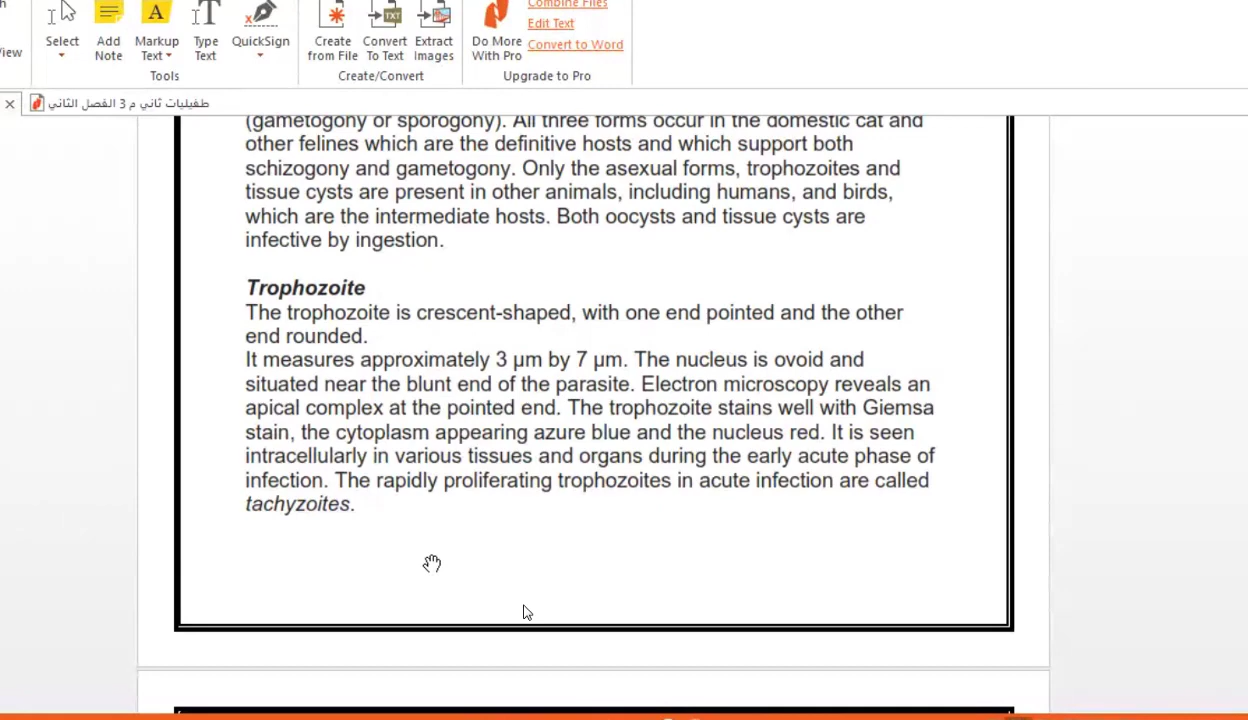 Combine Files
Edit Text
Convert to Word
Select
Add Note
Markup Text
Type Text
QuickSign
Create from File
Convert To Text
Extract Images
Do More With Pro
Tools
Create/Convert
Upgrade to Pro
طفيليات ثاني م 3 الفصل الثاني
(gametogony or sporogony). All three forms occur in the domestic cat and
other felines which are the definitive hosts and which support both
schizogony and gametogony. Only the asexual forms, trophozoites and
tissue cysts are present in other animals, including humans, and birds,
which are the intermediate hosts. Both oocysts and tissue cysts are
infective by ingestion.
Trophozoite
The trophozoite is crescent-shaped, with one end pointed and the other
end rounded.
It measures approximately 3 µm by 7 µm. The nucleus is ovoid and
situated near the blunt end of the parasite. Electron microscopy reveals an
apical complex at the pointed end. The trophozoite stains well with Giemsa
stain, the cytoplasm appearing azure blue and the nucleus red. It is seen
intracellularly in various tissues and organs during the early acute phase of
infection. The rapidly proliferating trophozoites in acute infection are called
tachyzoites.